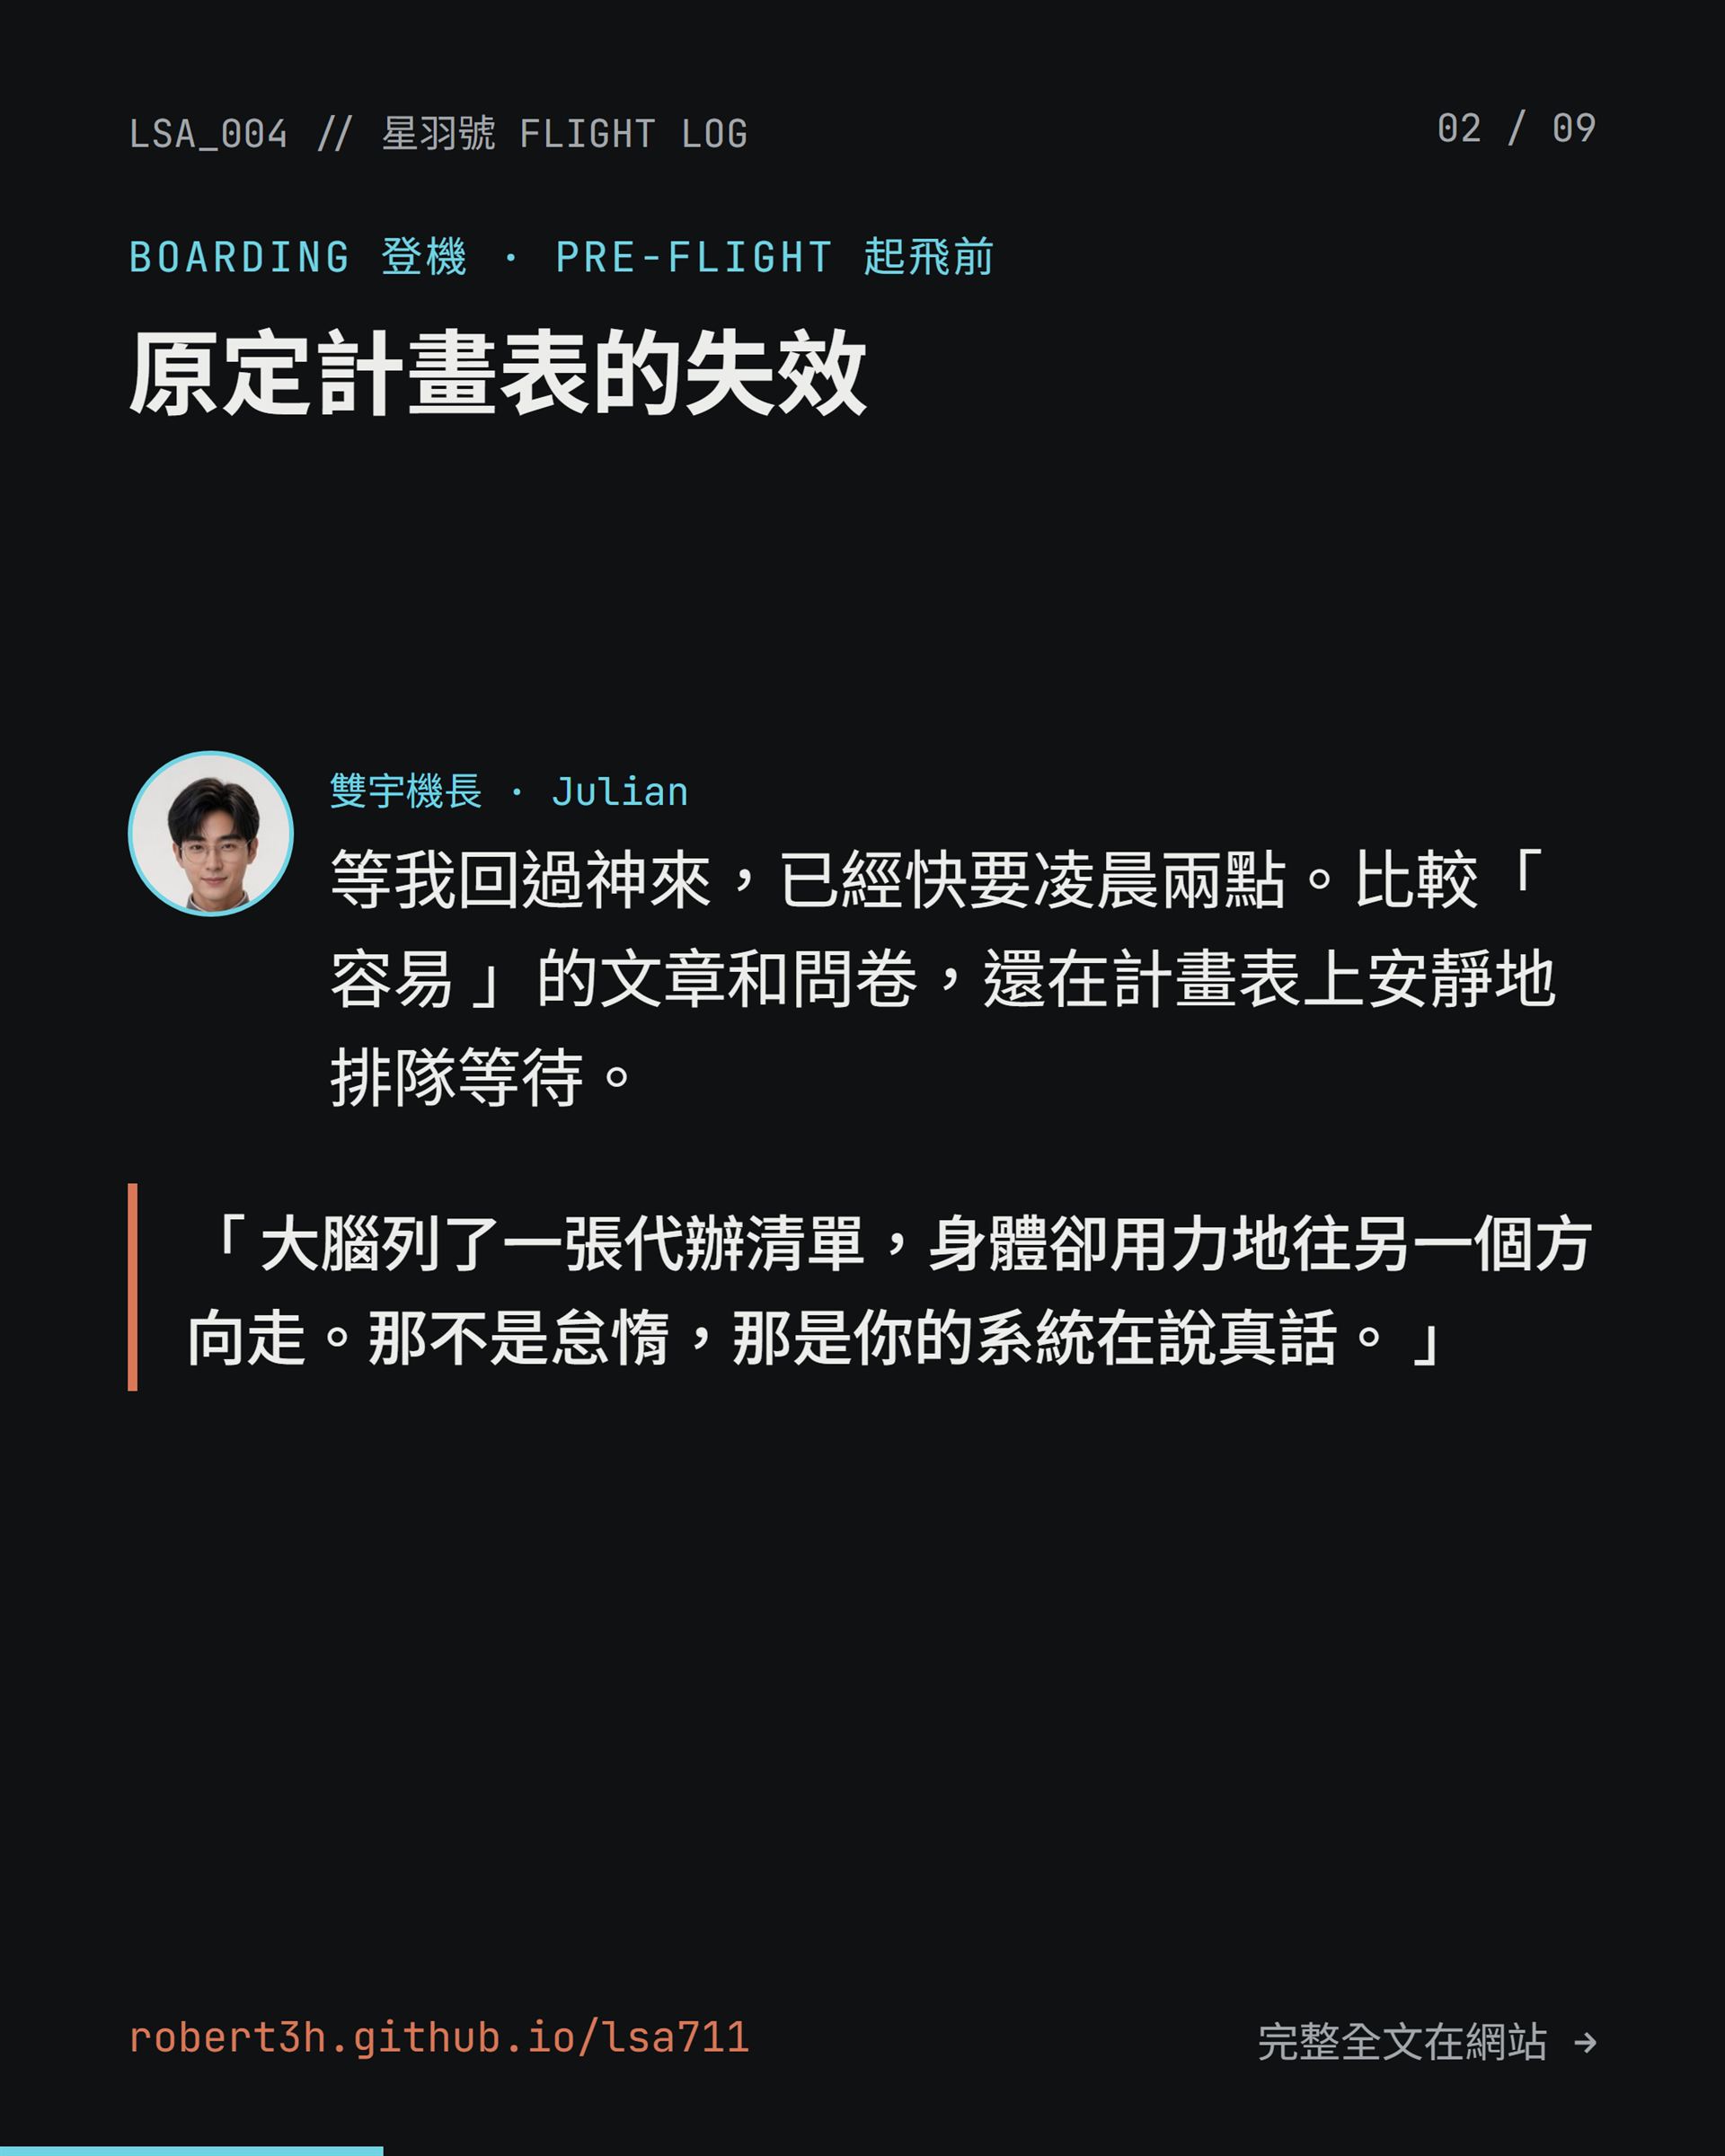 LSA_004 // 星羽號 FLIGHT LOG
02 / 09
BOARDING 登機 · PRE-FLIGHT 起飛前
原定計畫表的失效
雙宇機長 · Julian
等我回過神來，已經快要凌晨兩點。比較「
容易」的文章和問卷，還在計畫表上安靜地
排隊等待。
「大腦列了一張代辦清單，身體卻用力地往另一個方
向走。那不是怠惰，那是你的系統在說真話。」
robert3h.github.io/lsa711
完整全文在網站 →